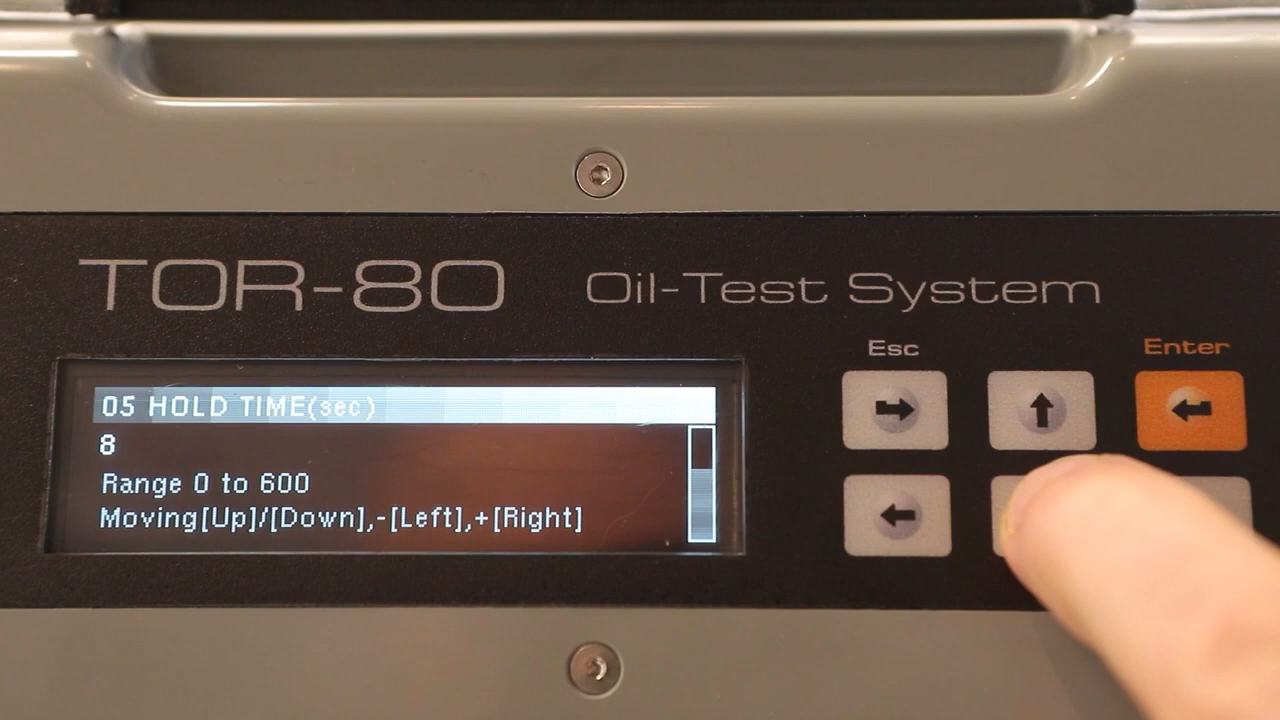 TOR-80 Oil-Test System
Esc
Enter
05 HOLD TIME(sec)
8
Range 0 to 600
Moving[Up]/[Down],-[Left],+[Right]